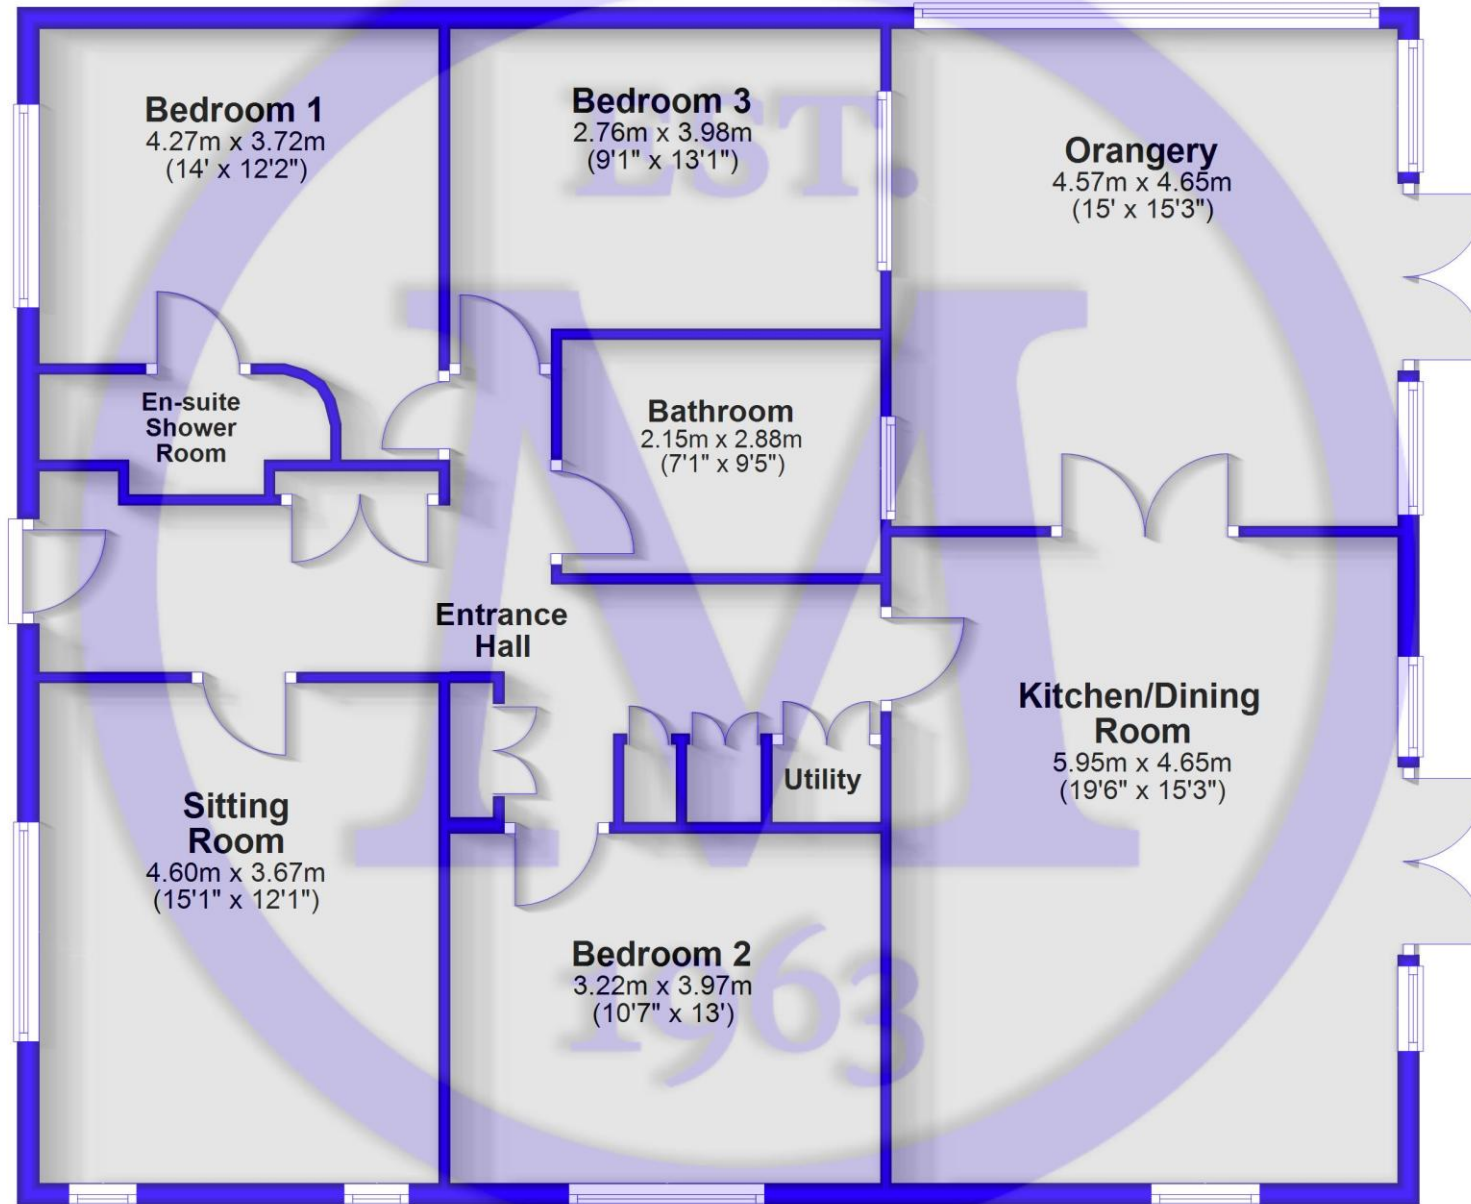 Bedroom 1
4.27m x 3.72m
(14' x 12'2")
Bedroom 3
2.76m x 3.98m
(9'1" x 13'1")
EST.
Orangery
4.57m x 4.65m
(15' x 15'3")
En-suite
Shower
Room
Bathroom
2.15m x 2.88m
(7'1" x 9'5")
M
Entrance
Hall
Kitchen/Dining
Room
5.95m x 4.65m
(19'6" x 15'3")
Utility
Sitting
Room
4.60m x 3.67m
(15'1" x 12'1")
Bedroom 2
3.22m x 3.97m
(10'7" x 13')
1963